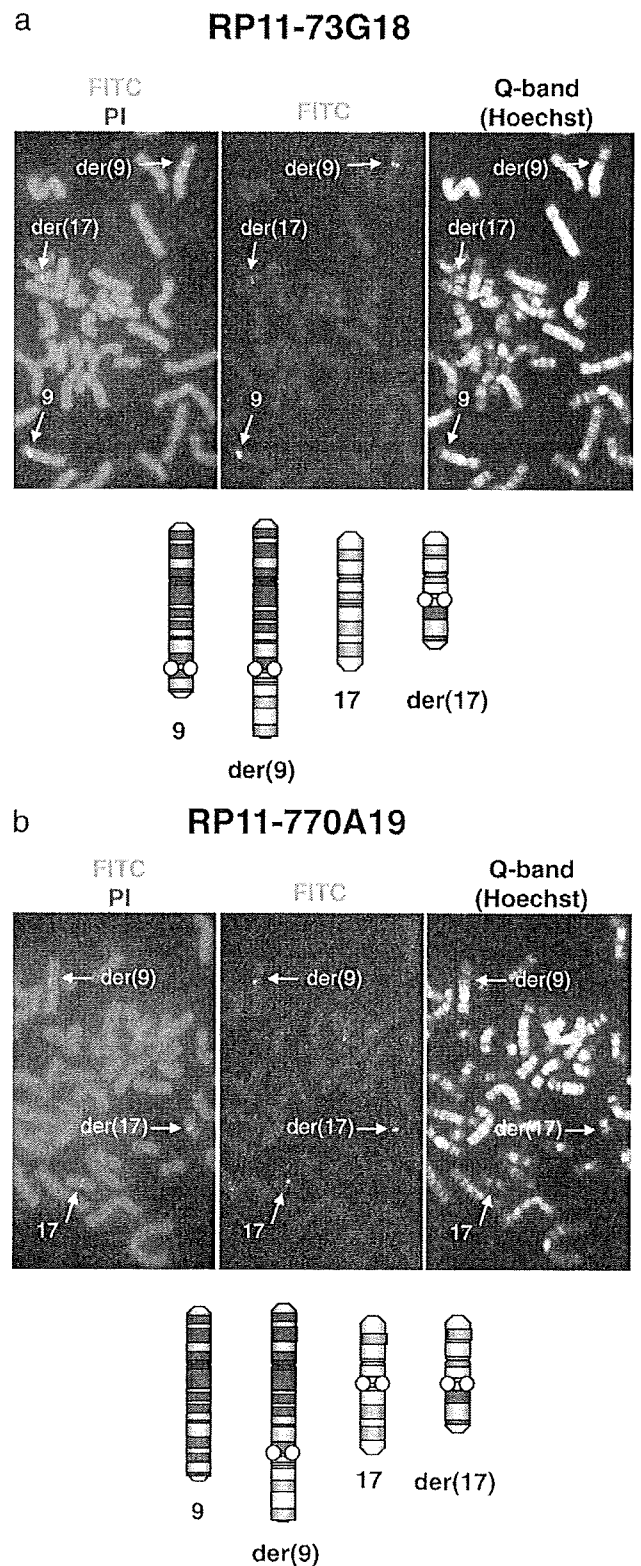 a
RP11-73G18
FITC
PI
FITC
Q-band
(Hoechst)
der(9)
der(9)
der(9)
der(17)
der(17)
der(17)
9
9
9
9
der(9)
17
der(17)
b
RP11-770A19
FITC
PI
FITC
Q-band
(Hoechst)
der(9)
der(9)
der(9)
der(17)
der(17)
der(17)
17
17
17
9
der(9)
17
der(17)